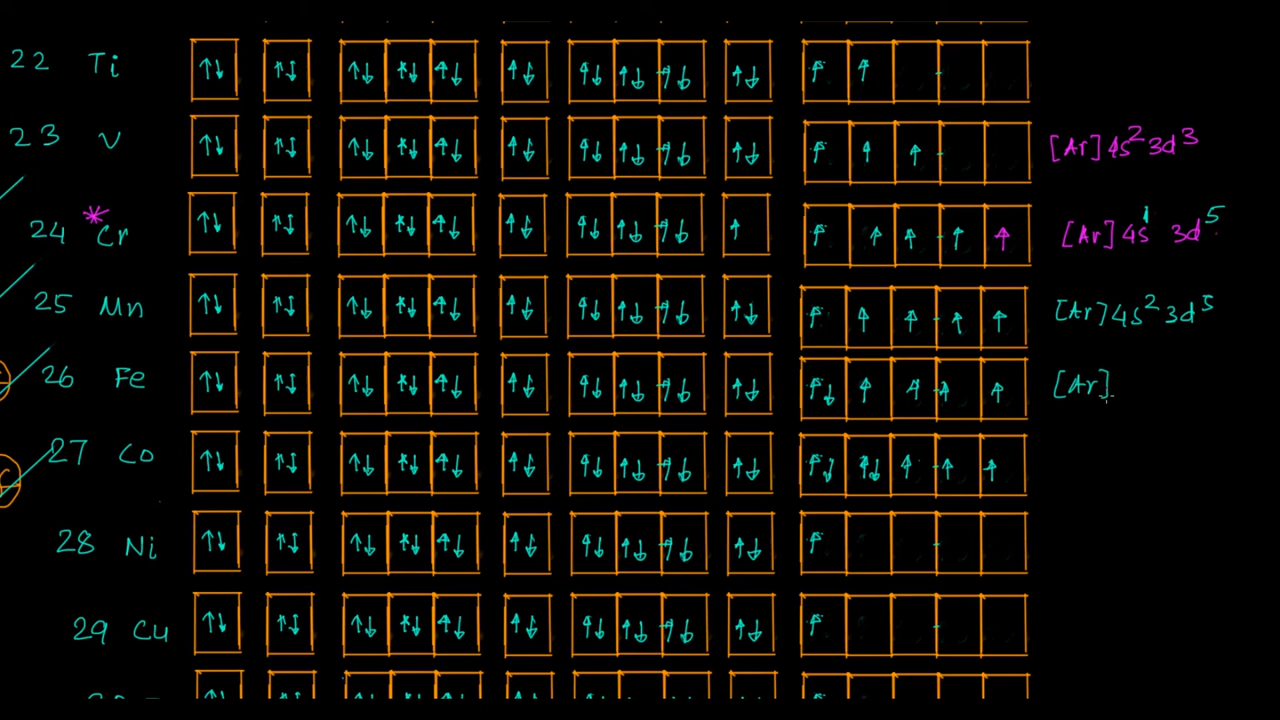 22 Ti
23 V [Ar] 4s² 3d³
24 *Cr [Ar] 4s¹ 3d⁵
25 Mn [Ar] 4s² 3d⁵
26 Fe [Ar]
27 Co
28 Ni
29 Cu